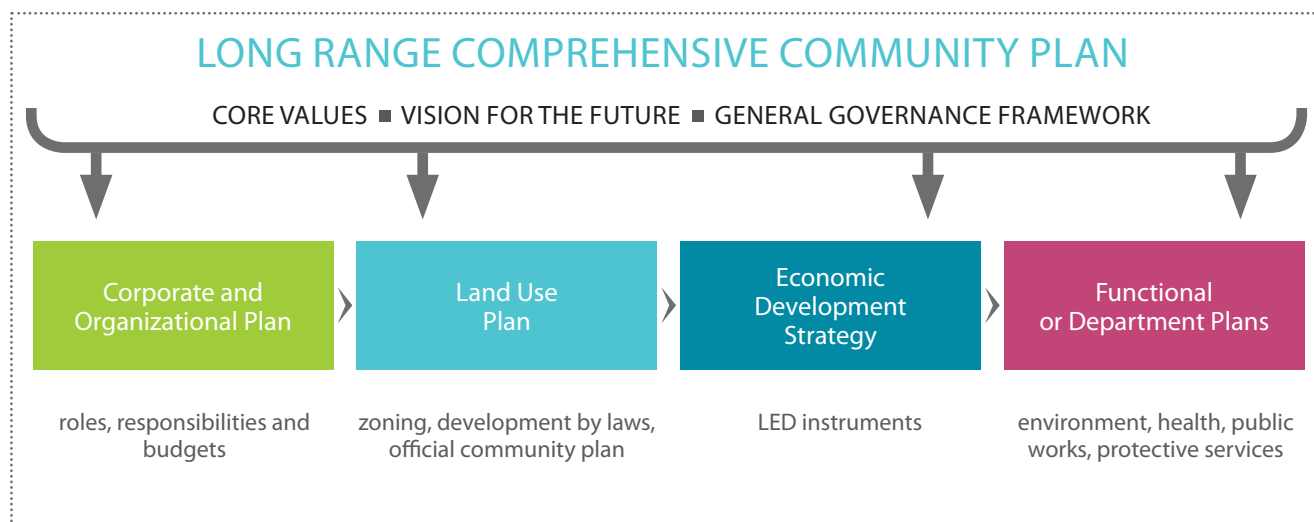 LONG RANGE COMPREHENSIVE COMMUNITY PLAN
CORE VALUES ■ VISION FOR THE FUTURE ■ GENERAL GOVERNANCE FRAMEWORK
Corporate and
Organizational Plan
Land Use
Plan
Economic
Development
Strategy
Functional
or Department Plans
roles, responsibilities and
budgets
zoning, development by laws,
official community plan
LED instruments
environment, health, public
works, protective services